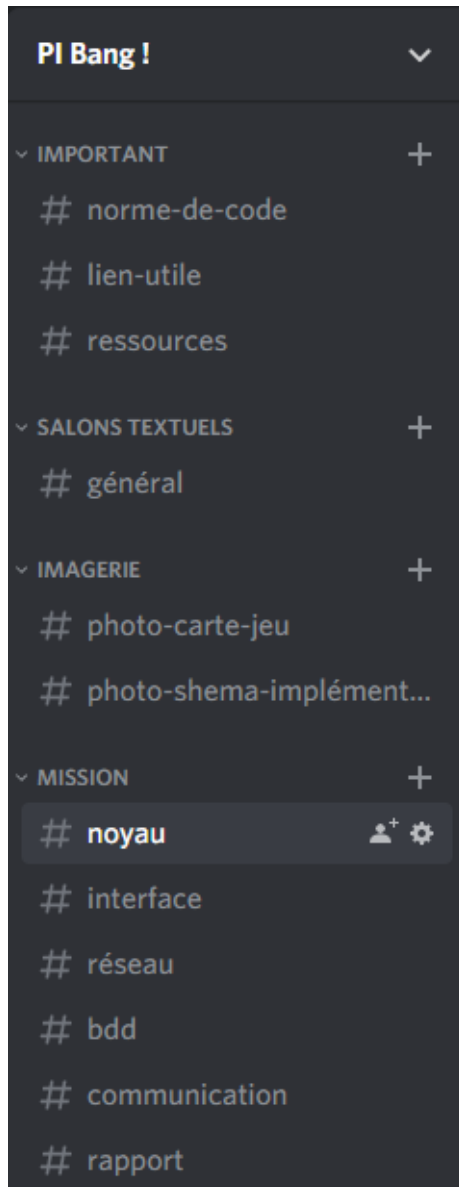 PI Bang !
IMPORTANT
# norme-de-code
# lien-utile
# ressources
SALONS TEXTUELS
# général
IMAGERIE
# photo-carte-jeu
# photo-shema-implément...
MISSION
# noyau
# interface
# réseau
# bdd
# communication
# rapport